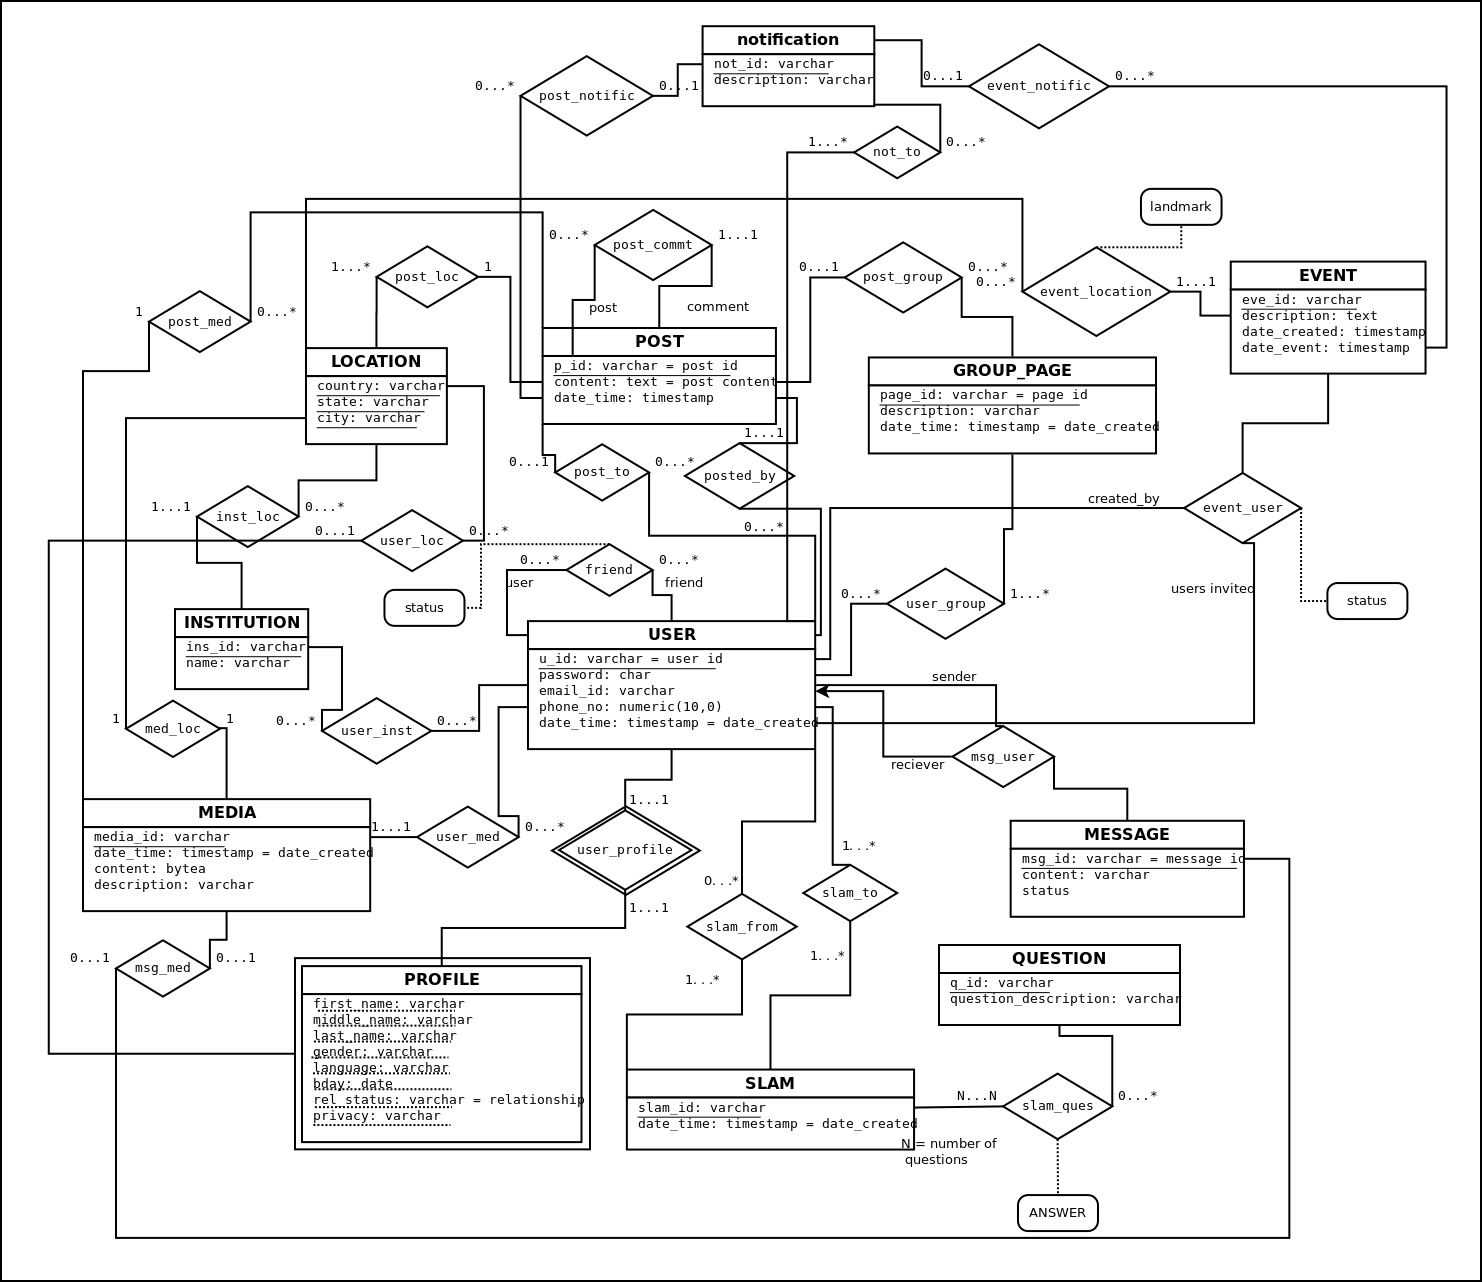 notification
not_id: varchar
description: varchar
post_notific
0...*
0...1
event_notific
0...1
0...*
not_to
1...*
0...*
landmark
post_commt
0...*
1...1
post
comment
post_loc
1...*
1
post_group
0...1
0...*
event_location
0...*
1...1
EVENT
eve_id: varchar
description: text
date_created: timestamp
date_event: timestamp
post_med
1
0...*
LOCATION
country: varchar
state: varchar
city: varchar
POST
p_id: varchar = post id
content: text = post content
date_time: timestamp
GROUP_PAGE
page_id: varchar = page id
description: varchar
date_time: timestamp = date_created
post_to
0...1
0...*
posted_by
1...1
0...*
inst_loc
1...1
0...*
user_loc
0...1
0...*
created_by
event_user
users invited
status
friend
0...*
0...*
user
friend
status
user_group
0...*
1...*
INSTITUTION
ins_id: varchar
name: varchar
USER
u_id: varchar = user id
password: char
email_id: varchar
phone_no: numeric(10,0)
date_time: timestamp = date_created
sender
msg_user
reciever
med_loc
1
1
user_inst
0...*
0...*
MEDIA
media_id: varchar
date_time: timestamp = date_created
content: bytea
description: varchar
user_med
1...1
0...*
user_profile
1...1
1...1
slam_to
1...*
1...*
slam_from
0...*
1...*
MESSAGE
msg_id: varchar = message id
content: varchar
status
msg_med
0...1
0...1
PROFILE
first_name: varchar
middle_name: varchar
last_name: varchar
gender: varchar
language: varchar
bday: date
rel_status: varchar = relationship
privacy: varchar
QUESTION
q_id: varchar
question_description: varchar
SLAM
slam_id: varchar
date_time: timestamp = date_created
slam_ques
N...N
0...*
N = number of
questions
ANSWER